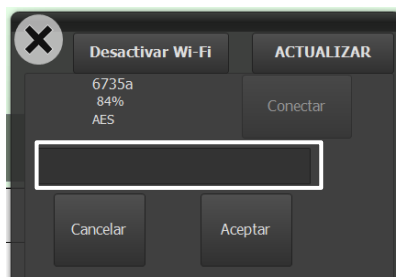 Desactivar Wi-Fi ACTUALIZAR
6735a
84%
AES
Conectar
Cancelar Aceptar